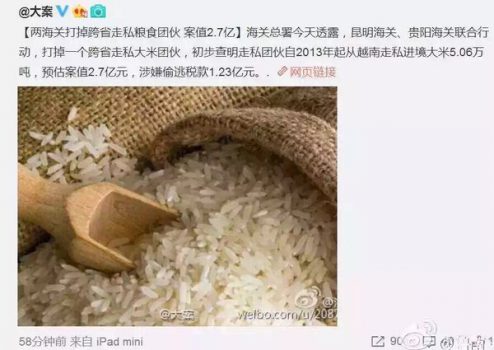 @大案
【两海关打掉跨省走私粮食团伙 案值2.7亿】海关总署今天透露，昆明海关、贵阳海关联合行
动，打掉一个跨省走私大米团伙，初步查明走私团伙自2013年起从越南走私进境大米5.06万
吨，预估案值2.7亿元，涉嫌偷逃税款1.23亿元。. 网页链接
@大案
weibo.com/u/2087
58分钟前 来自 iPad mini